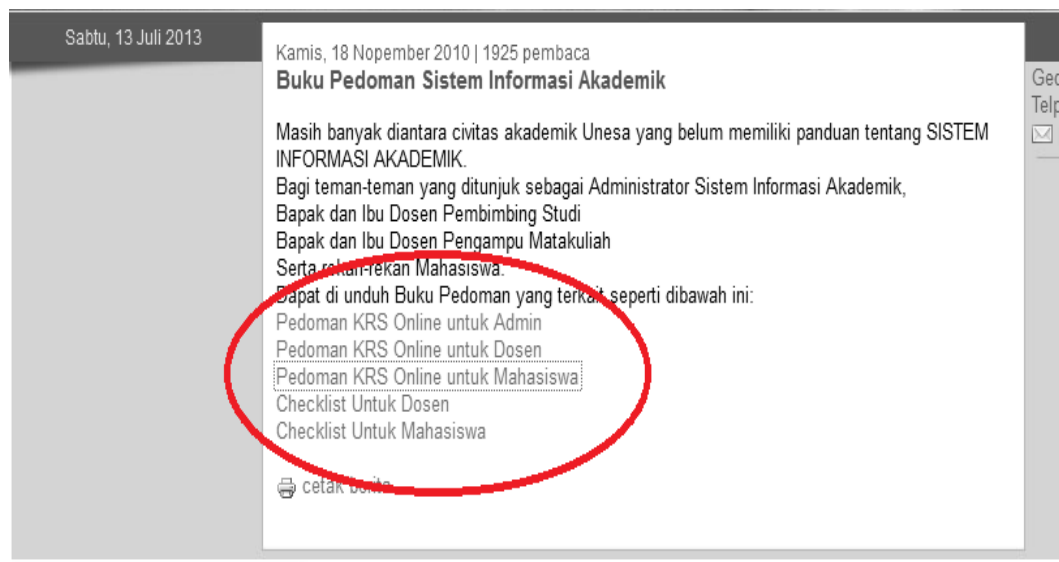 Sabtu, 13 Juli 2013
Kamis, 18 Nopember 2010 | 1925 pembaca
Buku Pedoman Sistem Informasi Akademik
Masih banyak diantara civitas akademik Unesa yang belum memiliki panduan tentang SISTEM
INFORMASI AKADEMIK.
Bagi teman-teman yang ditunjuk sebagai Administrator Sistem Informasi Akademik,
Bapak dan Ibu Dosen Pembimbing Studi
Bapak dan Ibu Dosen Pengampu Matakuliah
Serta rekan-rekan Mahasiswa.
Dapat di unduh Buku Pedoman yang terkait seperti dibawah ini:
Pedoman KRS Online untuk Admin
Pedoman KRS Online untuk Dosen
Pedoman KRS Online untuk Mahasiswa
Checklist Untuk Dosen
Checklist Untuk Mahasiswa
cetak berita
Telp